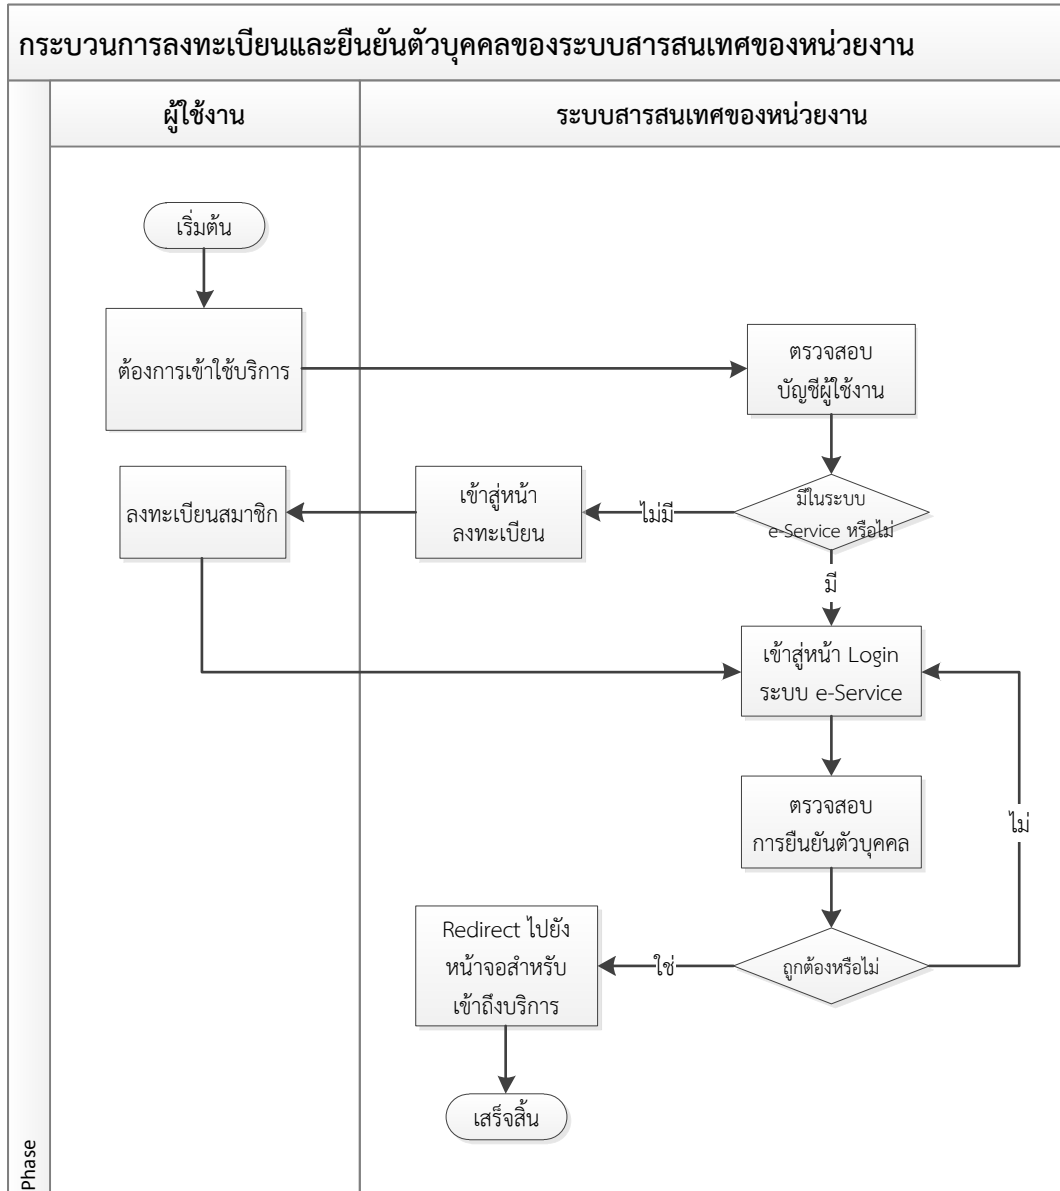 กระบวนการลงทะเบียนและยืนยันตัวบุคคลของระบบสารสนเทศของหน่วยงาน
ผู้ใช้งาน
ระบบสารสนเทศของหน่วยงาน
เริ่มต้น
ต้องการเข้าใช้บริการ
ตรวจสอบ
บัญชีผู้ใช้งาน
มีในระบบ
e-Service หรือไม่
ไม่มี
เข้าสู่หน้า
ลงทะเบียน
ลงทะเบียนสมาชิก
มี
เข้าสู่หน้า Login
ระบบ e-Service
ตรวจสอบ
การยืนยันตัวบุคคล
ไม่
ถูกต้องหรือไม่
ใช่
Redirect ไปยัง
หน้าจอสำหรับ
เข้าถึงบริการ
เสร็จสิ้น
Phase